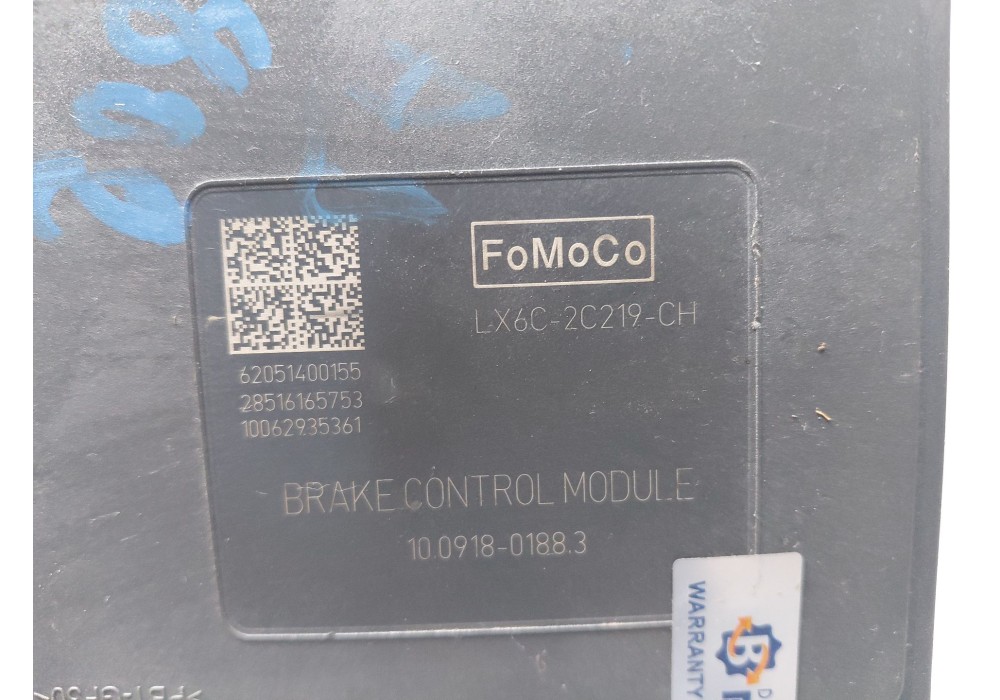 FoMoCo
LX6C-2C219-CH
62051400155
28516165753
10062935361
BRAKE CONTROL MODULE
10.0918-0188.3
WARRANTY
B